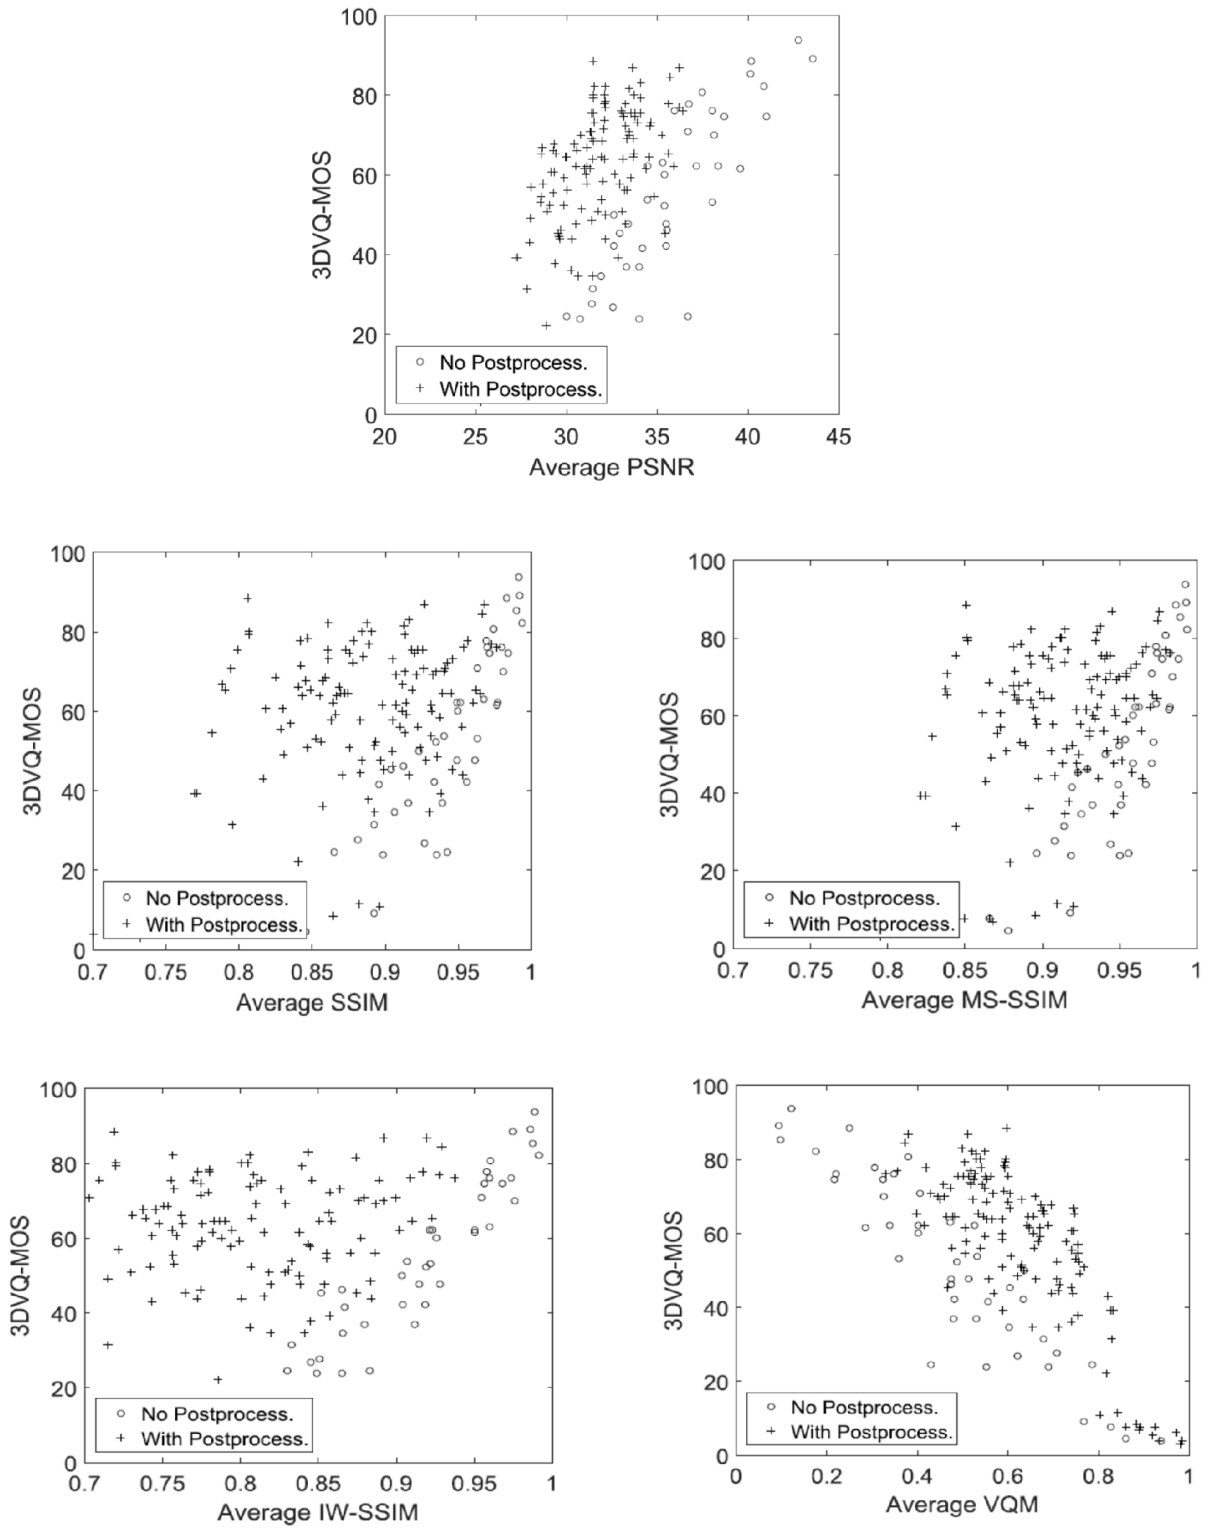 100
80
60
40
20
0
3DVQ-MOS
No Postprocess.
With Postprocess.
20 25 30 35 40 45
Average PSNR
100
80
60
40
20
0
3DVQ-MOS
No Postprocess.
With Postprocess.
0.7 0.75 0.8 0.85 0.9 0.95 1
Average SSIM
100
80
60
40
20
0
3DVQ-MOS
No Postprocess.
With Postprocess.
0.7 0.75 0.8 0.85 0.9 0.95 1
Average MS-SSIM
100
80
60
40
20
0
3DVQ-MOS
No Postprocess.
With Postprocess.
0.7 0.75 0.8 0.85 0.9 0.95 1
Average IW-SSIM
100
80
60
40
20
0
3DVQ-MOS
No Postprocess.
With Postprocess.
0 0.2 0.4 0.6 0.8 1
Average VQM